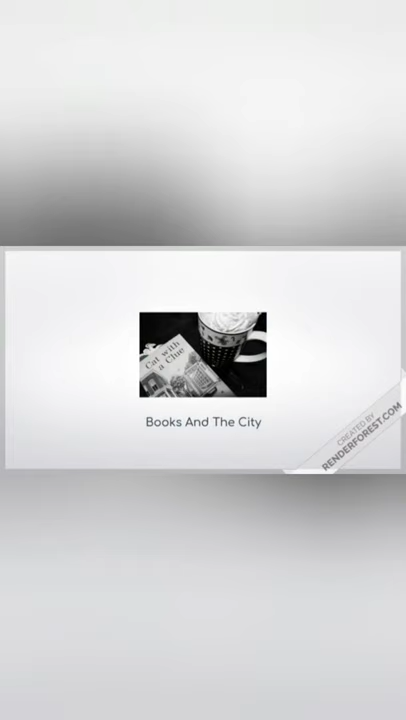 Cat with
a Clue
Books And The City
CREATED BY
RENDERFOREST.COM